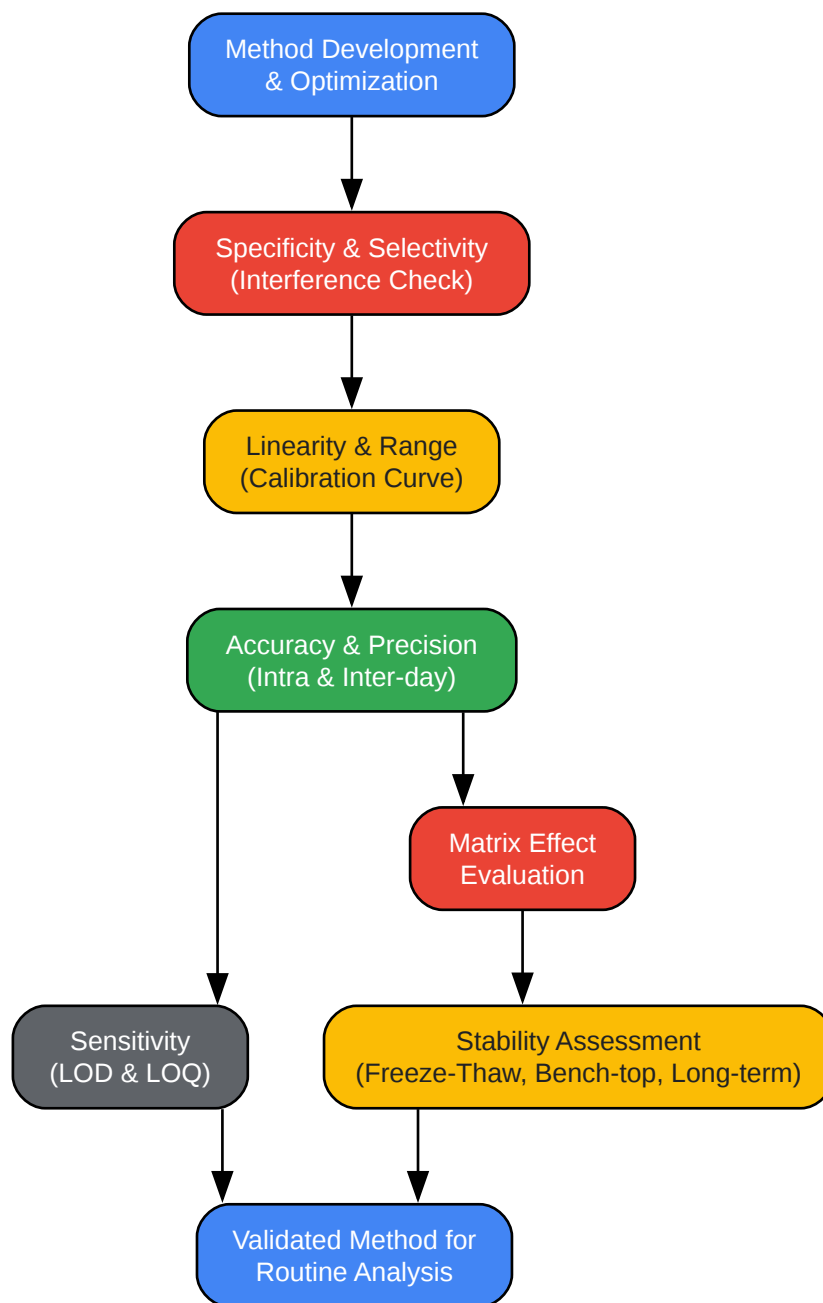 Method Development
& Optimization
Specificity & Selectivity
(Interference Check)
Linearity & Range
(Calibration Curve)
Accuracy & Precision
(Intra & Inter-day)
Matrix Effect
Evaluation
Sensitivity
(LOD & LOQ)
Stability Assessment
(Freeze-Thaw, Bench-top, Long-term)
Validated Method for
Routine Analysis